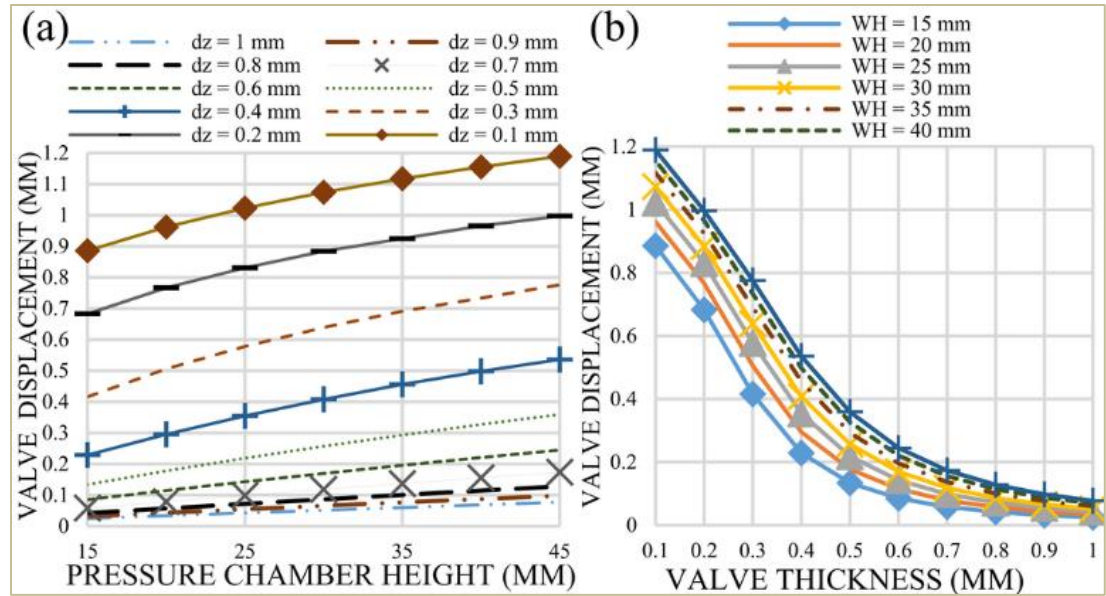 (a)
dz = 1 mm
dz = 0.9 mm
dz = 0.8 mm
dz = 0.7 mm
dz = 0.6 mm
dz = 0.5 mm
dz = 0.4 mm
dz = 0.3 mm
dz = 0.2 mm
dz = 0.1 mm
VALVE DISPLACEMENT (MM)
1.2
1.1
1
0.9
0.8
0.7
0.6
0.5
0.4
0.3
0.2
0.1
0
15
25
35
45
PRESSURE CHAMBER HEIGHT (MM)
(b)
WH = 15 mm
WH = 20 mm
WH = 25 mm
WH = 30 mm
WH = 35 mm
WH = 40 mm
VALVE DISPLACEMENT (MM)
1.2
1
0.8
0.6
0.4
0.2
0
0.1
0.2
0.3
0.4
0.5
0.6
0.7
0.8
0.9
1
VALVE THICKNESS (MM)